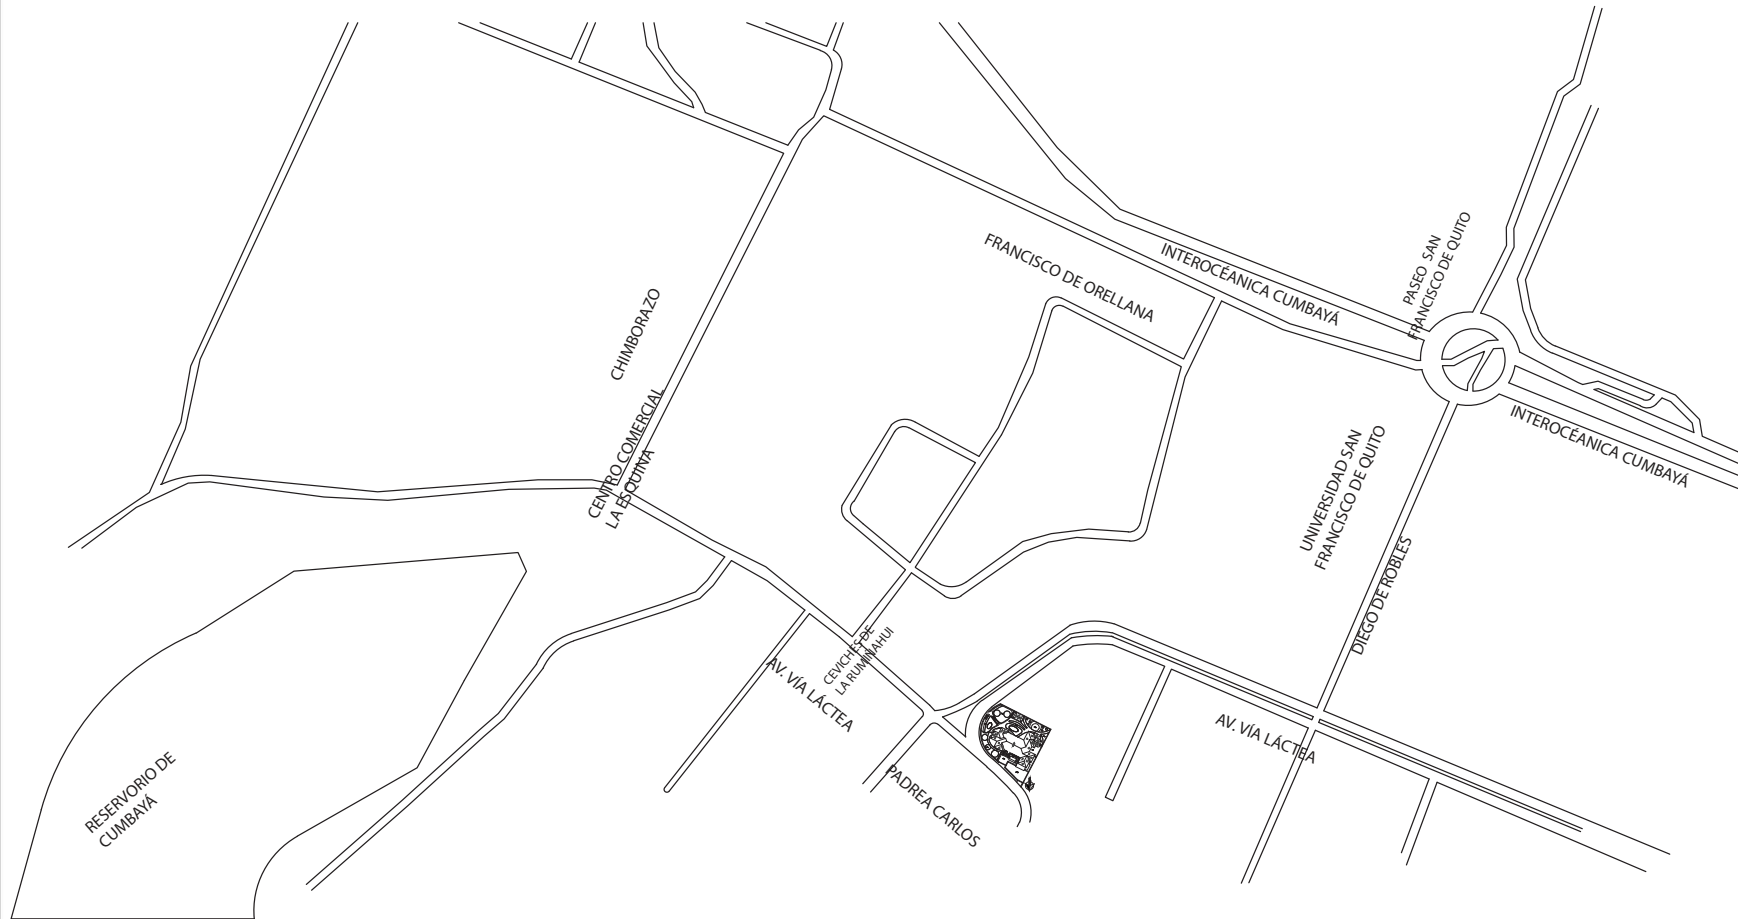 PASEO SAN
FRANCISCO DE QUITO
FRANCISCO DE ORELLANA
INTEROCÉANICA CUMBAYÁ
CHIMBORAZO
CENTRO COMERCIAL
LA ESQUINA
INTEROCÉANICA CUMBAYÁ
UNIVERSIDAD SAN
FRANCISCO DE QUITO
DIEGO DE ROBLES
CEVICHES DE
LA RUMIÑAHUI
AV. VÍA LÁCTEA
AV. VÍA LÁCTEA
RESERVORIO DE
CUMBAYÁ
PADREA CARLOS